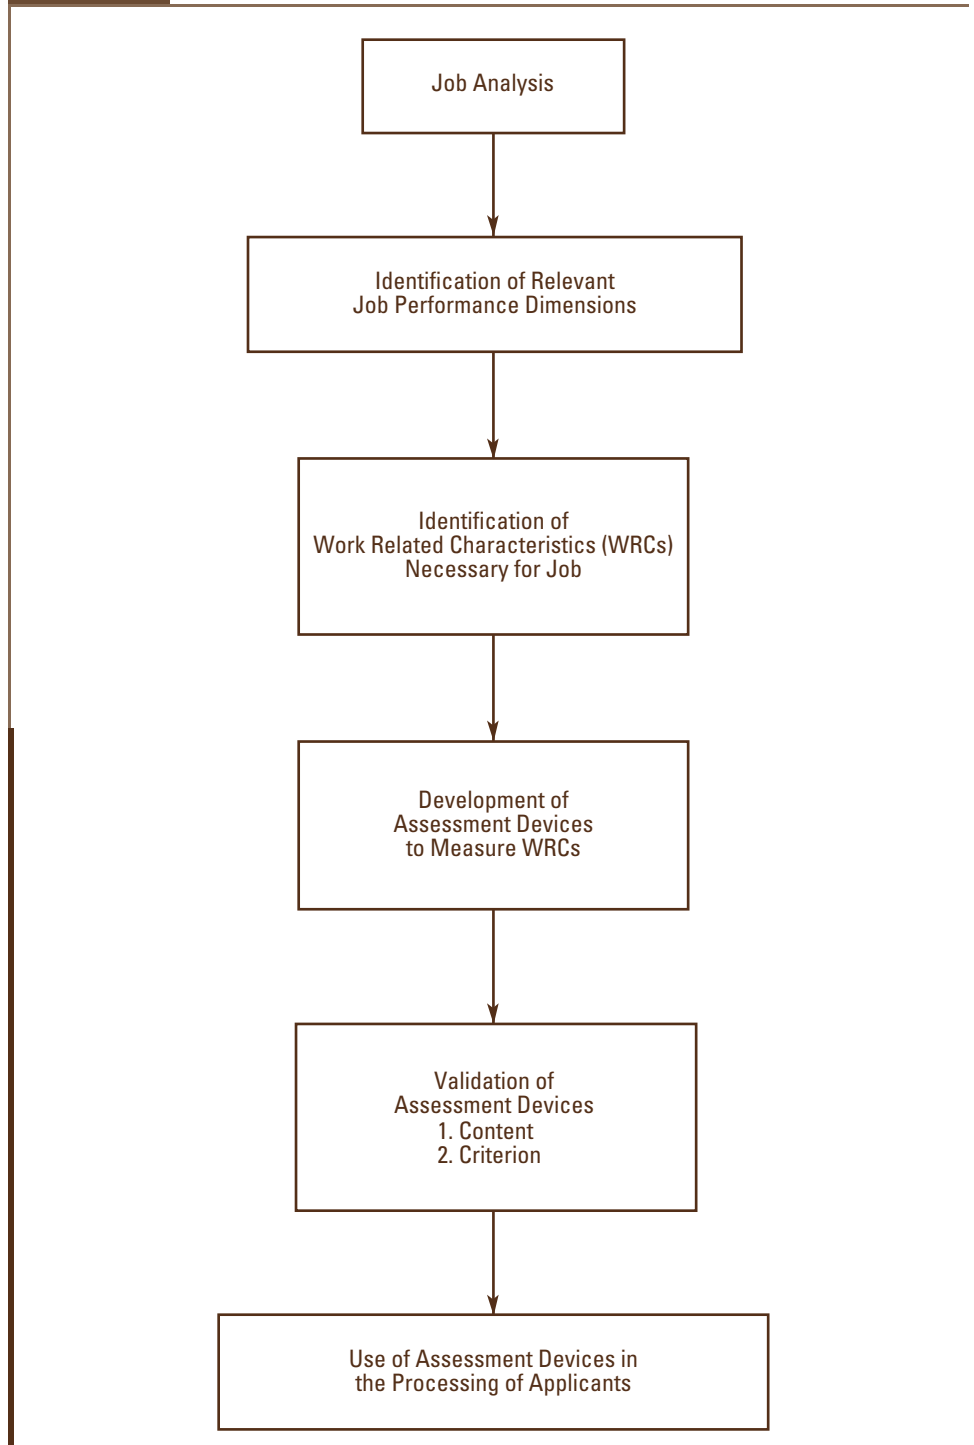 Job Analysis
Identification of Relevant
Job Performance Dimensions
Identification of
Work Related Characteristics (WRCs)
Necessary for Job
Development of
Assessment Devices
to Measure WRCs
Validation of
Assessment Devices
1. Content
2. Criterion
Use of Assessment Devices in
the Processing of Applicants